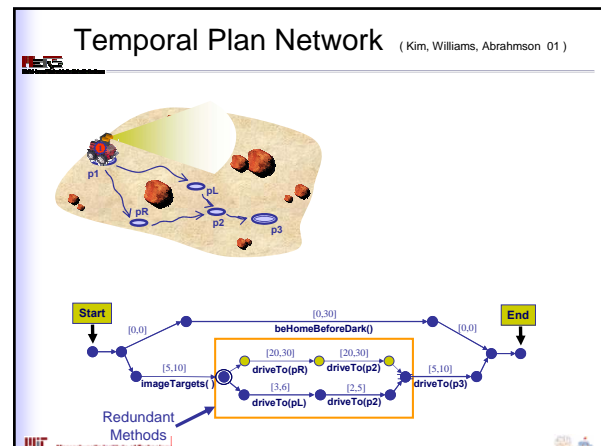 Temporal Plan Network ( Kim, Williams, Abrahmson 01 )
p1
pL
pR
p2
p3
Start
End
[0,30]
beHomeBeforeDark()
[0,0]
[0,0]
[5,10]
imageTargets( )
[20,30]
driveTo(pR)
[20,30]
driveTo(p2)
[3,6]
driveTo(pL)
[2,5]
driveTo(p2)
[5,10]
driveTo(p3)
Redundant
Methods